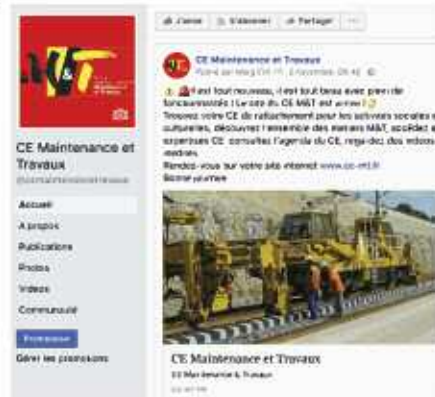 J'aime S'abonner Partager ...
M&T
CE Maintenance et Travaux
Il est tout nouveau, il est tout beau avec plein de
fonctionnalités ! Le site du CE M&T est arrivé !
Trouvez votre CE de rattachement pour les activités sociales e
culturelles, découvrez l'ensemble des métiers M&T, accédez a
expertises CE consultez l'agenda du CE, regardez des vidéos
métiers.
Rendez-vous sur votre site internet www.ce-mt.fr
Bonne journée
CE Maintenance et
Travaux
Accueil
A propos
Publications
Photos
Vidéos
Communauté
Promouvoir
Gérer les promotions
CE Maintenance et Travaux
CE Maintenance & Travaux